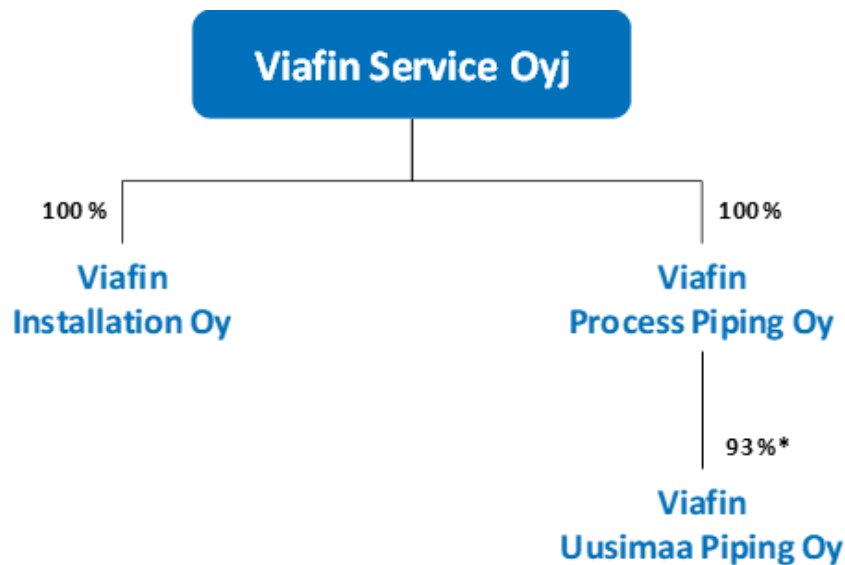 Viafin Service Oyj
100 %
100 %
Viafin
Installation Oy
Viafin
Process Piping Oy
93 %*
Viafin
Uusimaa Piping Oy